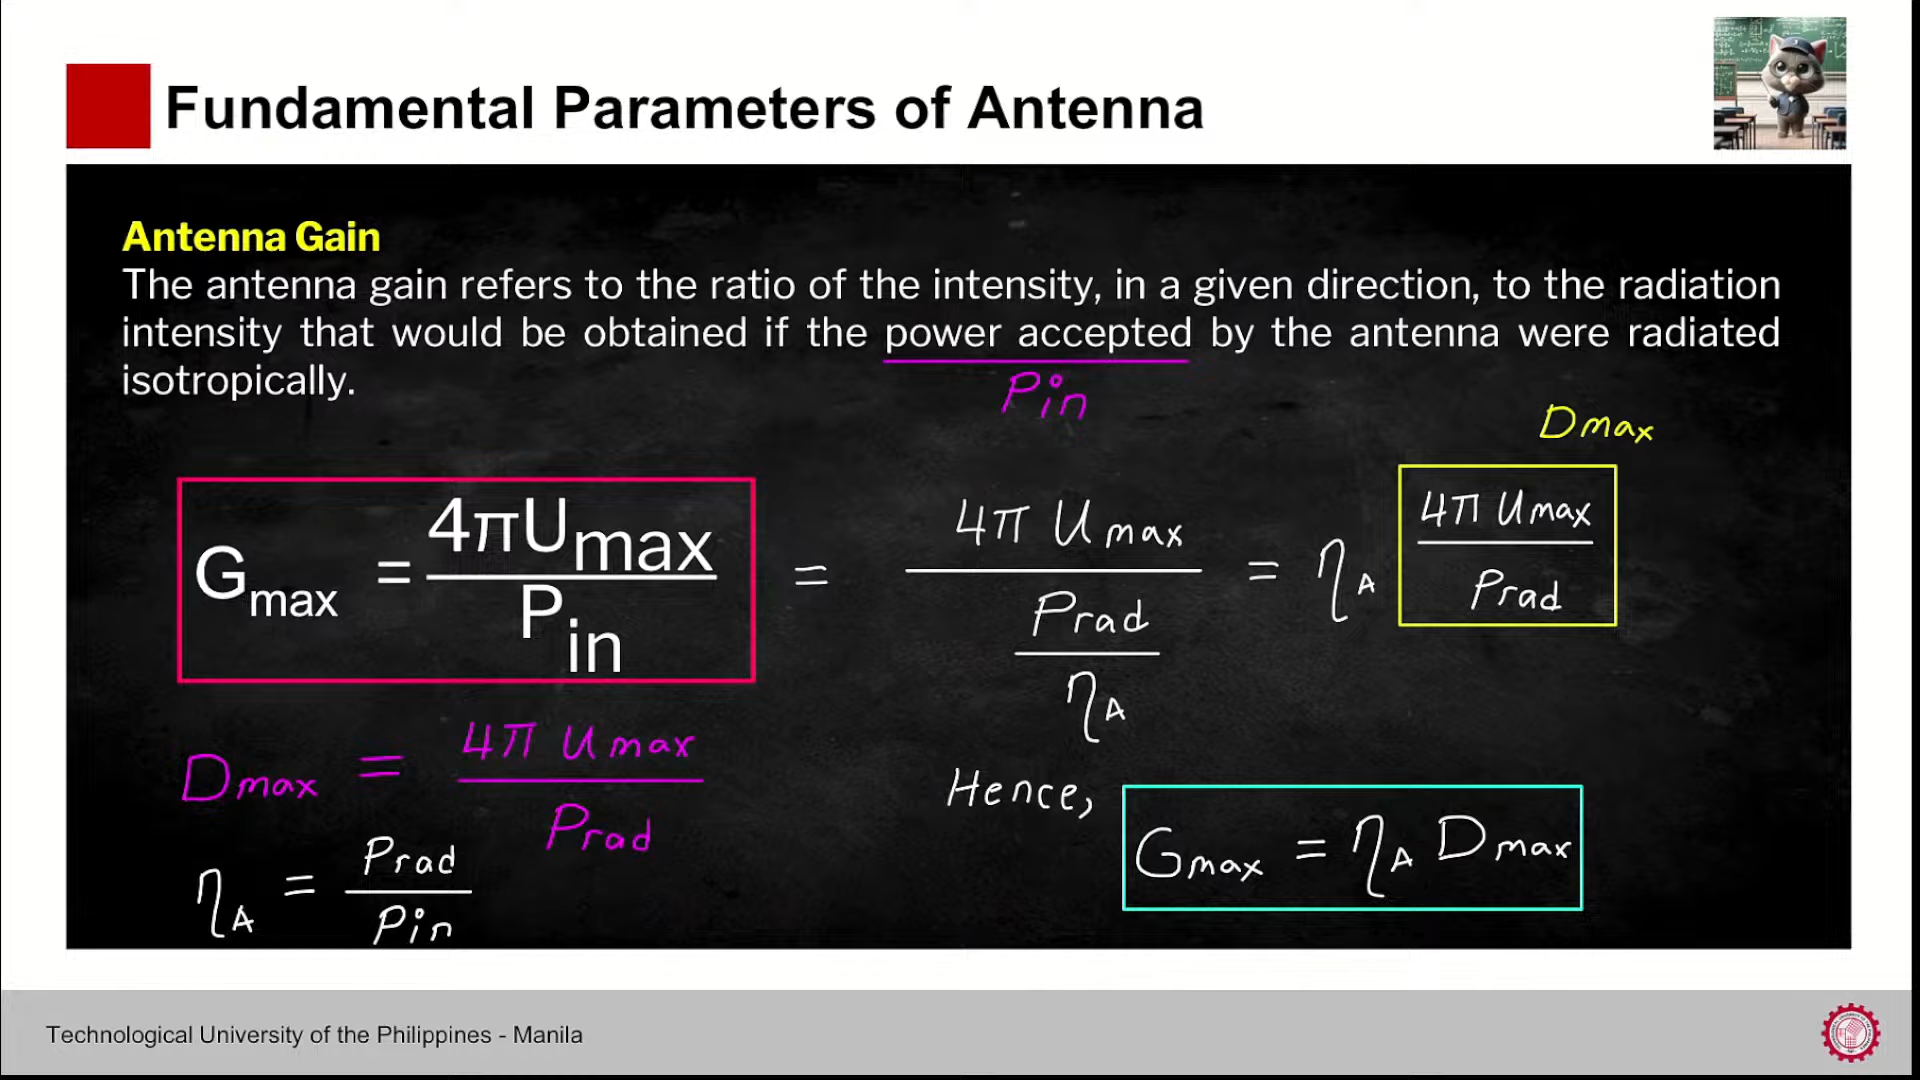 Fundamental Parameters of Antenna
Antenna Gain
The antenna gain refers to the ratio of the intensity, in a given direction, to the radiation
intensity that would be obtained if the power accepted by the antenna were radiated
isotropically.
Pin
Dmax
Gmax = 4πUmax / Pin = 4π Umax / (Prad / ηA) = ηA 4π Umax / Prad
Dmax = 4π Umax / Prad
ηA = Prad / Pin
Hence,
Gmax = ηA Dmax
Technological University of the Philippines - Manila